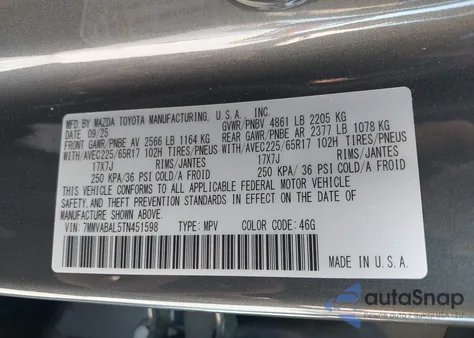 MFD. BY MAZDA TOYOTA MANUFACTURING, U.S.A., INC.
DATE 09/25 GVWR/PNBV 4861 LB 2205 KG
FRONT GAWR/PNBE AV 2566 LB 1164 KG REAR GAWR/PNBE AR 2377 LB 1078 KG
WITH/AVEC225/65R17 102H TIRES/PNEUS WITH/AVEC225/65R17 102H TIRES/PNEUS
17X7J RIMS/JANTES 17X7J RIMS/JANTES
250 KPA/36 PSI COLD/A FROID 250 KPA/36 PSI COLD/A FROID
THIS VEHICLE CONFORMS TO ALL APPLICABLE FEDERAL MOTOR VEHICLE
SAFETY,THEFT PREVENTION STANDARDS IN EFFECT ON THE DATE OF
MANUFACTURE SHOWN ABOVE.
VIN: 7MMVABAL5TN451598 TYPE: MPV COLOR CODE: 46G
MADE IN U.S.A.
autoSnap